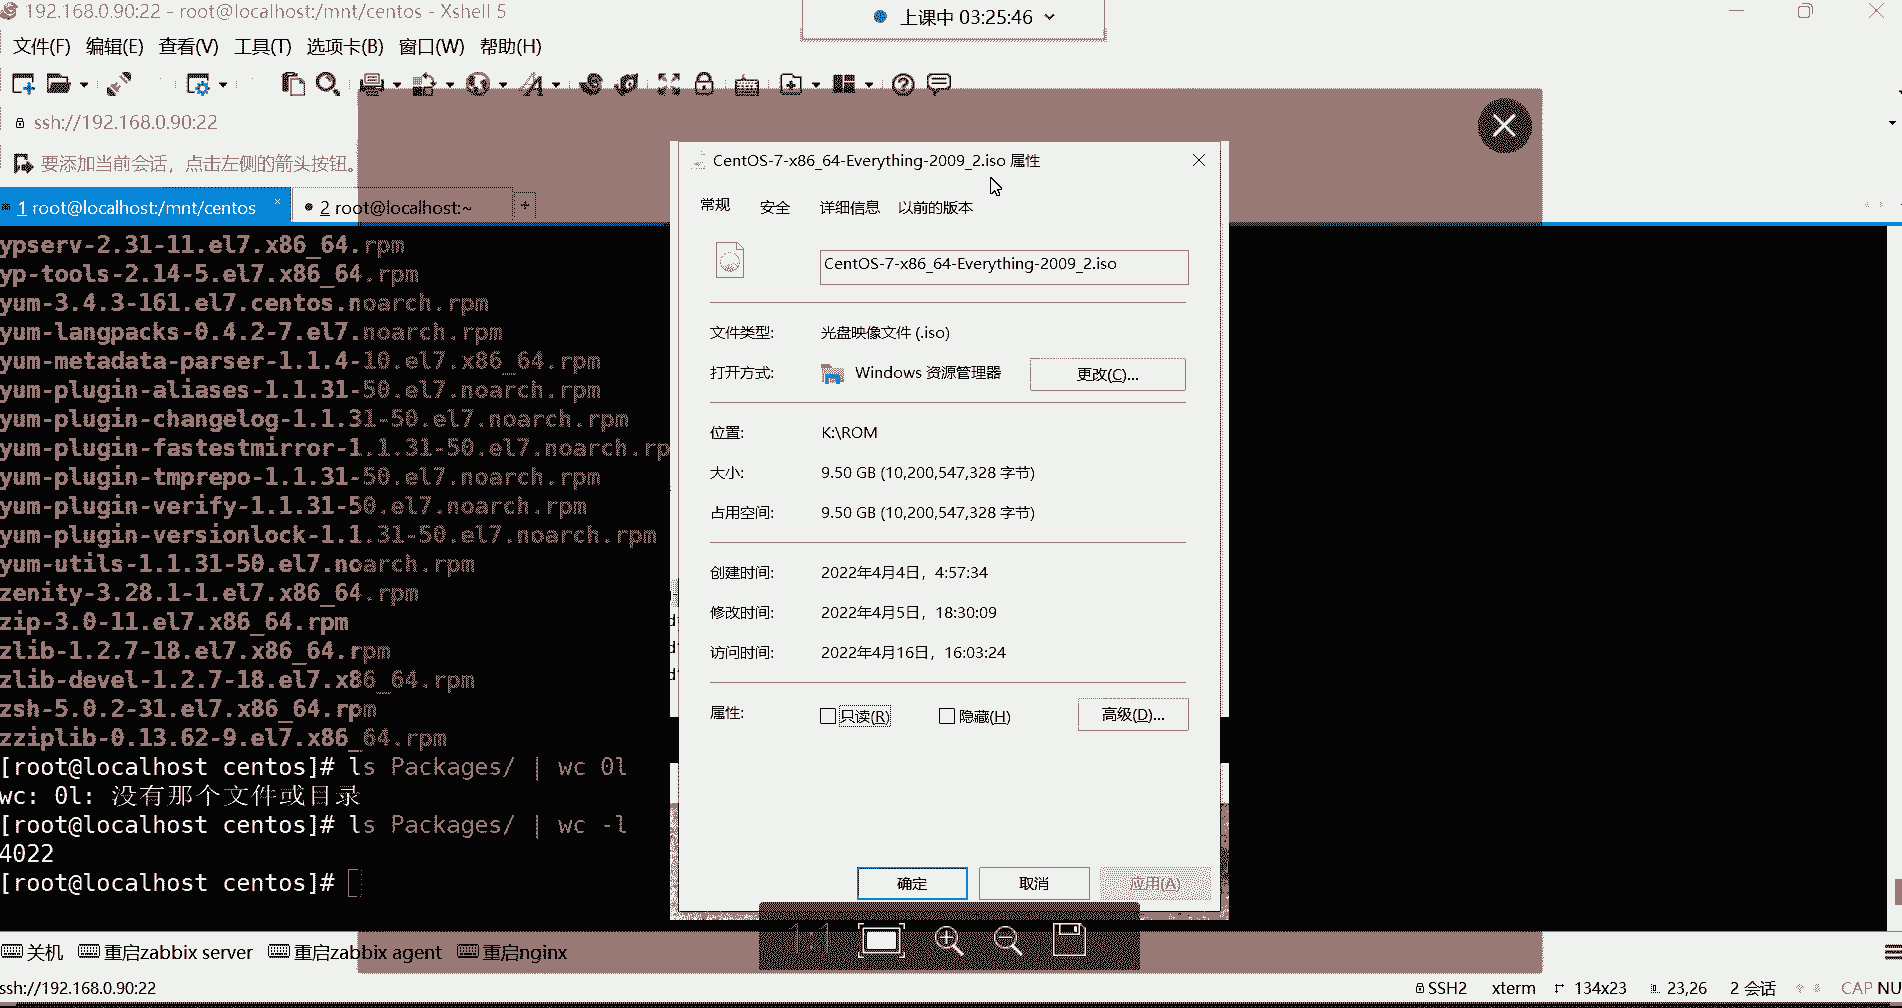 192.168.0.90:22 - root@localhost:/mnt/centos - Xshell 5
上课中 03:25:46
文件(F) 编辑(E) 查看(V) 工具(T) 选项卡(B) 窗口(W) 帮助(H)
ssh://192.168.0.90:22
要添加当前会话，点击左侧的箭头按钮。
1 root@localhost:/mnt/centos × 2 root@localhost:~ +
ypserv-2.31-11.el7.x86_64.rpm
yp-tools-2.14-5.el7.x86_64.rpm
yum-3.4.3-161.el7.centos.noarch.rpm
yum-langpacks-0.4.2-7.el7.noarch.rpm
yum-metadata-parser-1.1.4-10.el7.x86_64.rpm
yum-plugin-aliases-1.1.31-50.el7.noarch.rpm
yum-plugin-changelog-1.1.31-50.el7.noarch.rpm
yum-plugin-fastestmirror-1.1.31-50.el7.noarch.rp
yum-plugin-tmprepo-1.1.31-50.el7.noarch.rpm
yum-plugin-verify-1.1.31-50.el7.noarch.rpm
yum-plugin-versionlock-1.1.31-50.el7.noarch.rpm
yum-utils-1.1.31-50.el7.noarch.rpm
zenity-3.28.1-1.el7.x86_64.rpm
zip-3.0-11.el7.x86_64.rpm
zlib-1.2.7-18.el7.x86_64.rpm
zlib-devel-1.2.7-18.el7.x86_64.rpm
zsh-5.0.2-31.el7.x86_64.rpm
zziplib-0.13.62-9.el7.x86_64.rpm
[root@localhost centos]# ls Packages/ | wc 0l
wc: 0l: 没有那个文件或目录
[root@localhost centos]# ls Packages/ | wc -l
4022
[root@localhost centos]#
CentOS-7-x86_64-Everything-2009_2.iso 属性
常规 安全 详细信息 以前的版本
CentOS-7-x86_64-Everything-2009_2.iso
文件类型: 光盘映像文件 (.iso)
打开方式: Windows 资源管理器 更改(C)...
位置: K:\ROM
大小: 9.50 GB (10,200,547,328 字节)
占用空间: 9.50 GB (10,200,547,328 字节)
创建时间: 2022年4月4日，4:57:34
修改时间: 2022年4月5日，18:30:09
访问时间: 2022年4月16日，16:03:24
属性: 只读(R) 隐藏(H) 高级(D)...
确定 取消 应用(A)
1:1
关机 重启zabbix server 重启zabbix agent 重启nginx
ssh://192.168.0.90:22 SSH2 xterm 134x23 23,26 2 会话 CAP NU